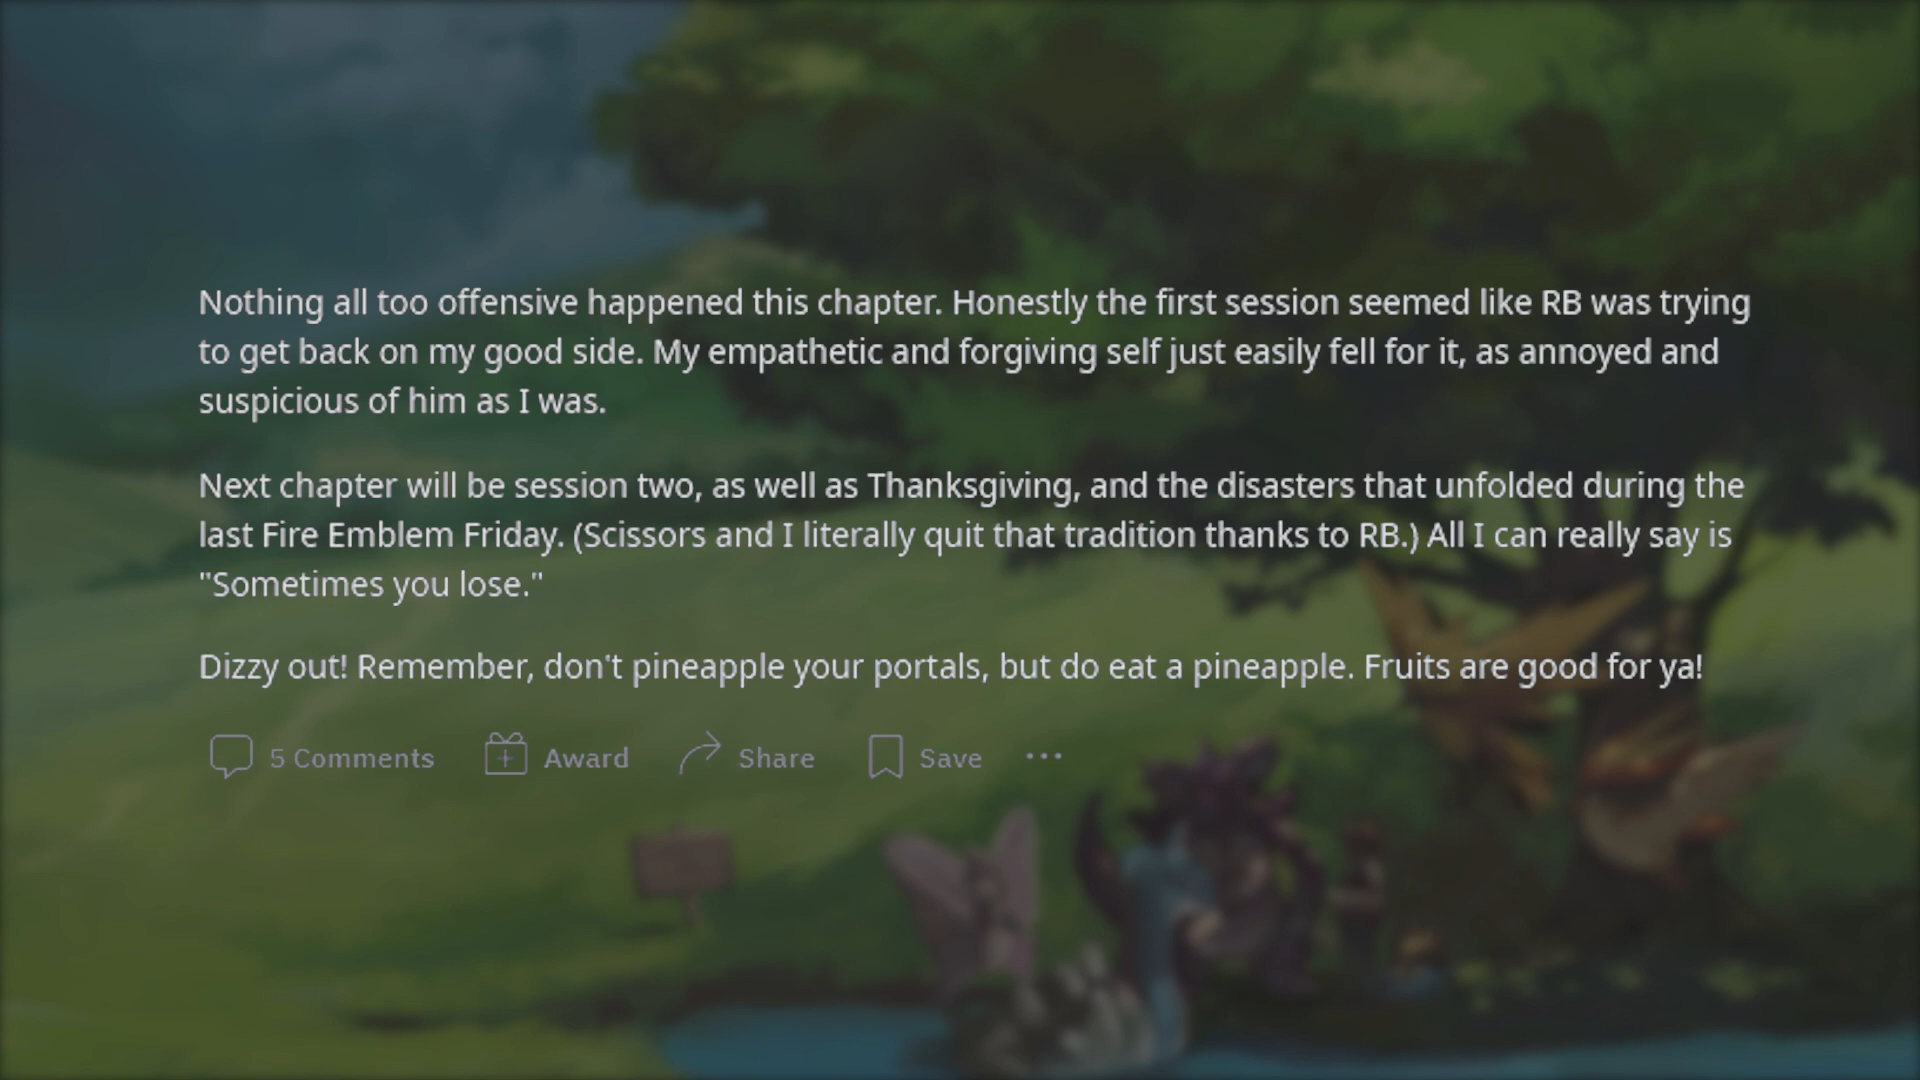 Nothing all too offensive happened this chapter. Honestly the first session seemed like RB was trying
to get back on my good side. My empathetic and forgiving self just easily fell for it, as annoyed and
suspicious of him as I was.
Next chapter will be session two, as well as Thanksgiving, and the disasters that unfolded during the
last Fire Emblem Friday. (Scissors and I literally quit that tradition thanks to RB.) All I can really say is
"Sometimes you lose."
Dizzy out! Remember, don't pineapple your portals, but do eat a pineapple. Fruits are good for ya!
5 Comments Award Share Save ...